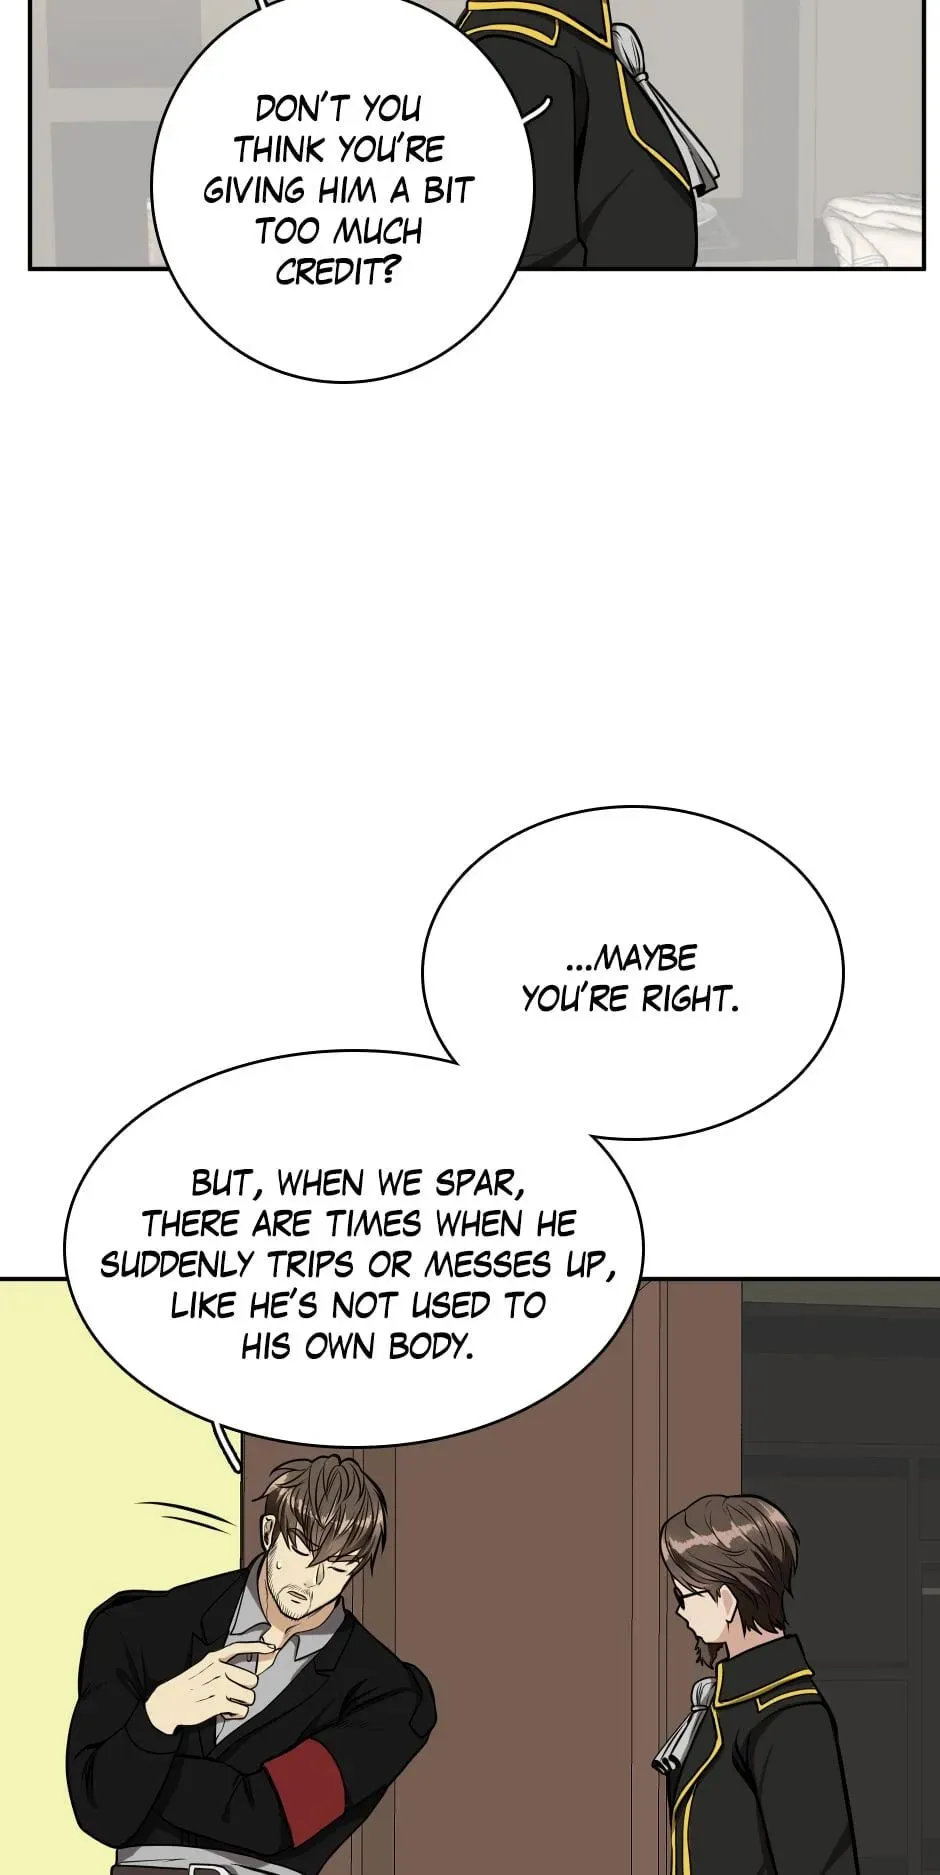 DON'T YOU
THINK YOU'RE
GIVING HIM A BIT
TOO MUCH
CREDIT?
...MAYBE
YOU'RE RIGHT.
BUT, WHEN WE SPAR,
THERE ARE TIMES WHEN HE
SUDDENLY TRIPS OR MESSES UP,
LIKE HE'S NOT USED TO
HIS OWN BODY.